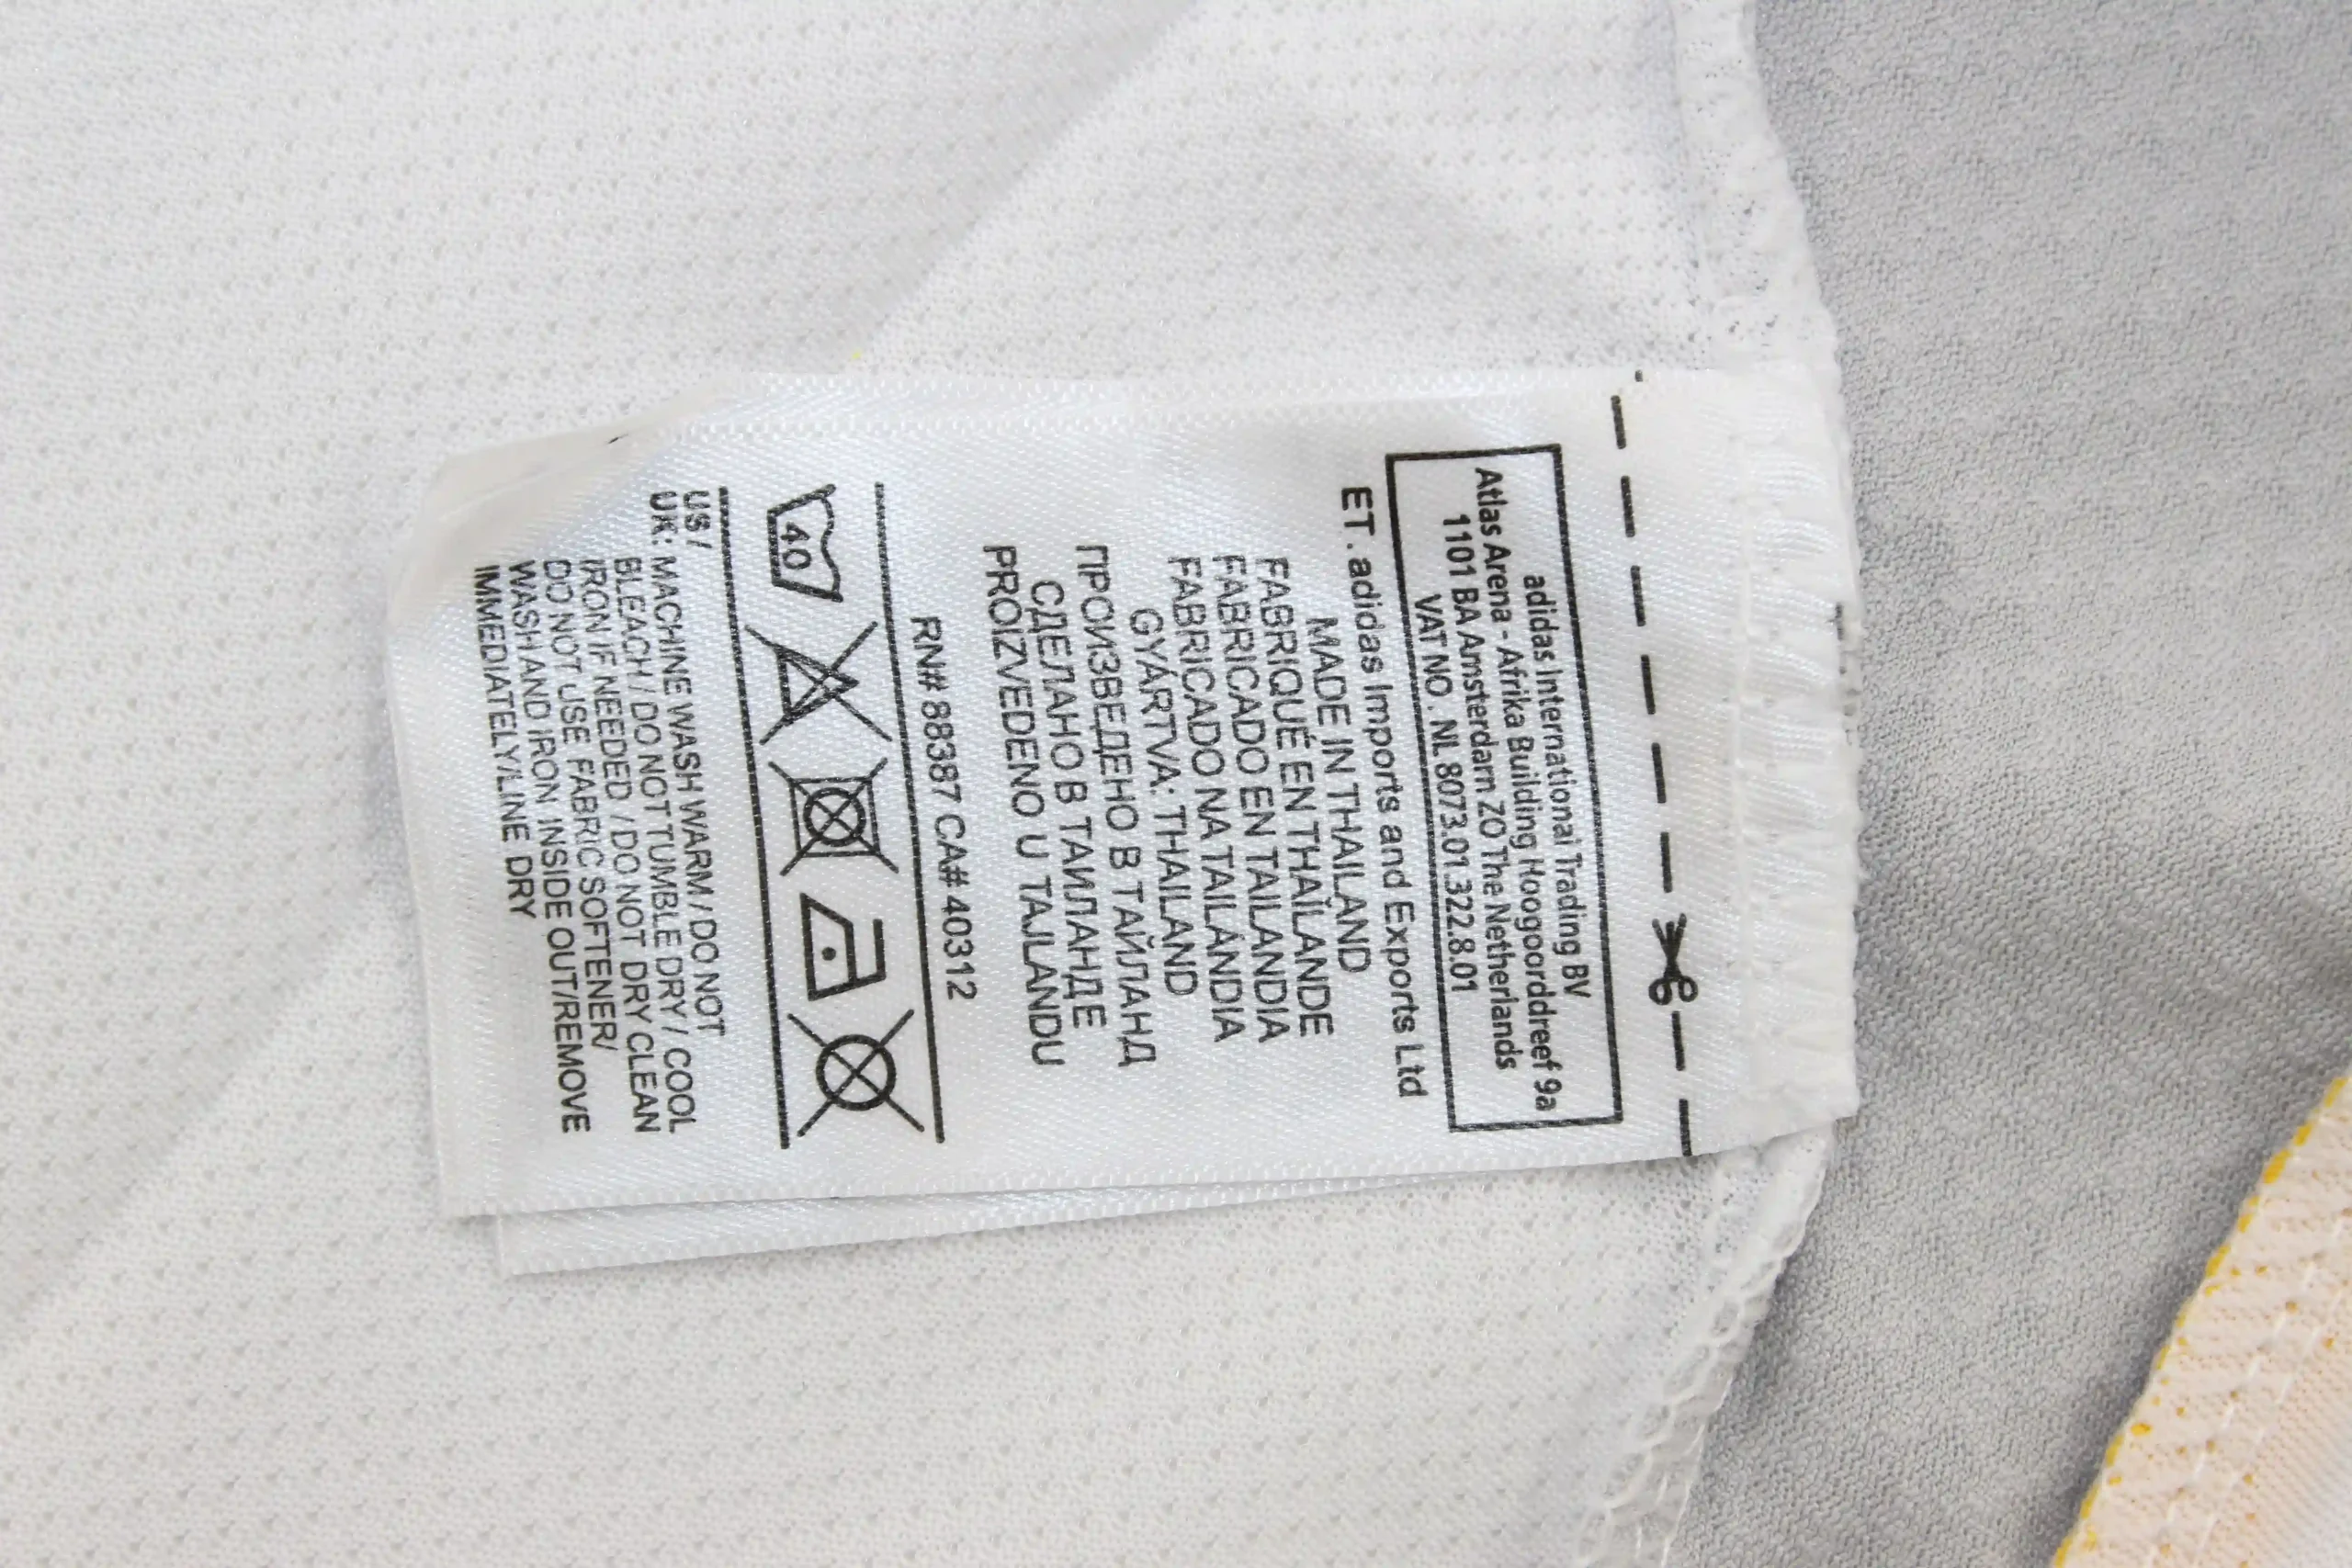 adidas International Trading BV
Atlas Arena - Afrika Building Hoogoorddreef 9a
1101 BA Amsterdam ZO The Netherlands
VAT NO. NL 8073.01.322.8.01
ET. adidas Imports and Exports Ltd
MADE IN THAILAND
FABRIQUÉ EN THAÏLANDE
FABRICADO EN TAILANDIA
FABRICADO NA TAILÂNDIA
GYÁRTVA: THAILAND
ПРОИЗВЕДЕНО В ТАЙЛАНД
СДЕЛАНО В ТАИЛАНДЕ
PROIZVEDENO U TAJLANDU
RN# 88387 CA# 40312
40
US /
UK: MACHINE WASH WARM / DO NOT
BLEACH / DO NOT TUMBLE DRY / COOL
IRON IF NEEDED / DO NOT DRY CLEAN
DO NOT USE FABRIC SOFTENER/
WASH AND IRON INSIDE OUT/REMOVE
IMMEDIATELY/LINE DRY